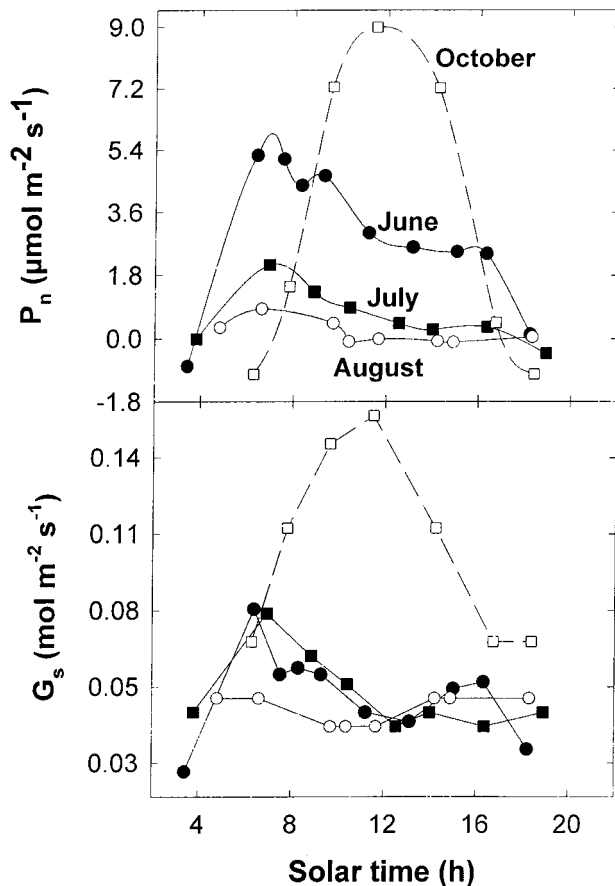 9.0
7.2
5.4
3.6
1.8
0.0
-1.8
Pn (µmol m-2 s-1)
October
June
July
August
0.14
0.11
0.08
0.05
0.03
Gs (mol m-2 s-1)
4 8 12 16 20
Solar time (h)